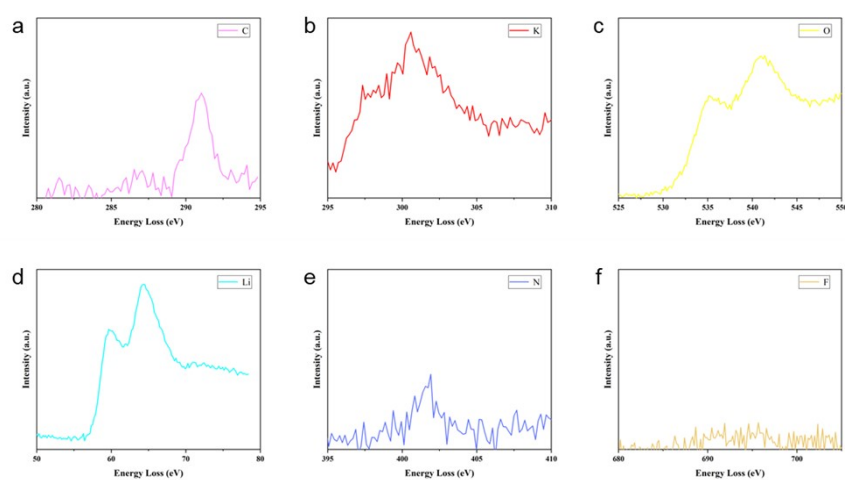 a
C
Intensity (a.u.)
280 285 290 295
Energy Loss (eV)
b
K
Intensity (a.u.)
295 300 305 310
Energy Loss (eV)
c
O
Intensity (a.u.)
525 530 535 540 545 550
Energy Loss (eV)
d
Li
Intensity (a.u.)
50 60 70 80
Energy Loss (eV)
e
N
Intensity (a.u.)
395 400 405 410
Energy Loss (eV)
f
F
Intensity (a.u.)
680 690 700
Energy Loss (eV)